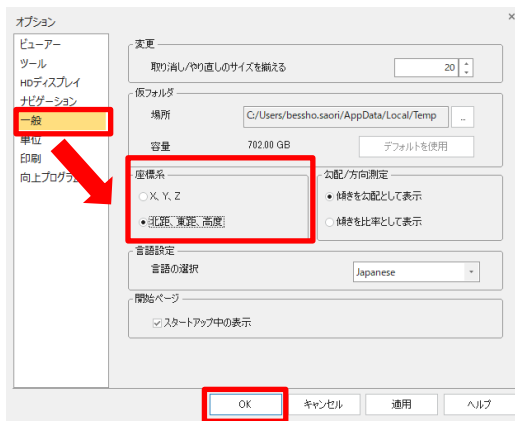 オプション
×
ビューアー
ツール
HDディスプレイ
ナビゲーション
一般
単位
印刷
変更
取り消し/やり直しのサイズを揃える
20
仮フォルダ
場所
C:/Users/bessho.saori/AppData/Local/Temp
..
容量
702.00 GB
デフォルトを使用
座標系
X, Y, Z
北距、東距、高度
勾配/方向測定
傾きを勾配として表示
傾きを比率として表示
言語設定
言語の選択
Japanese
開始ページ
スタートアップ中の表示
OK
キャンセル
適用
ヘルプ